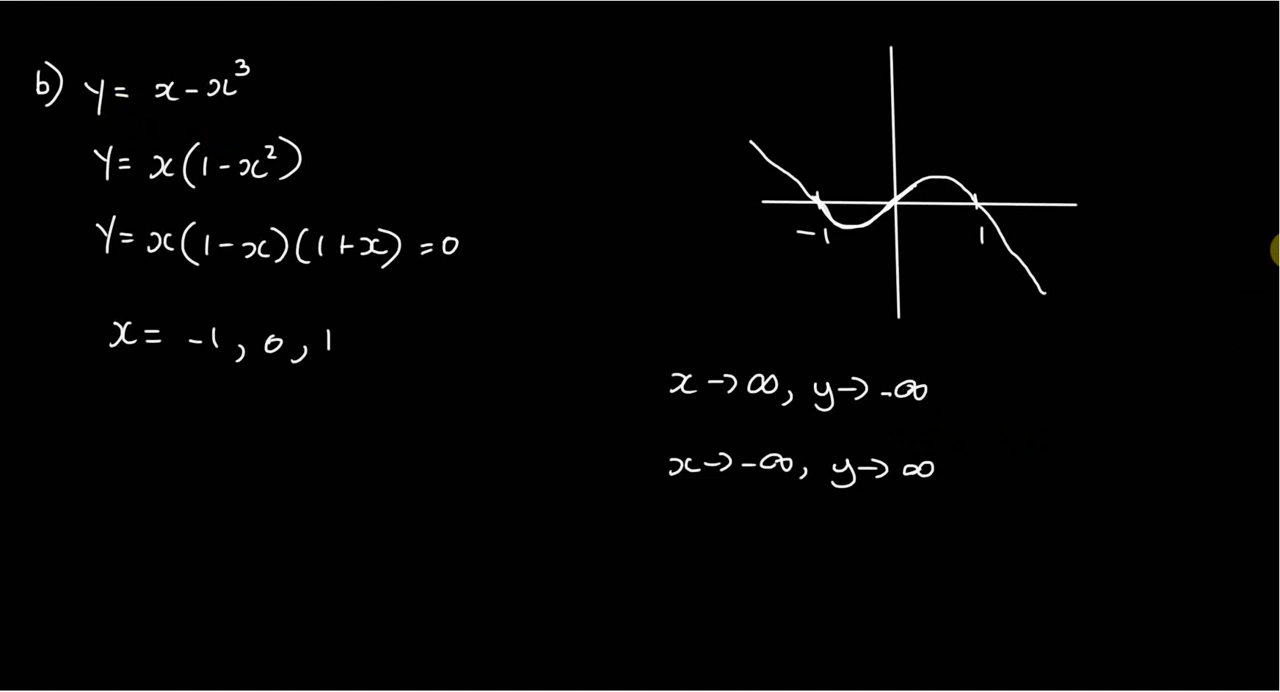 b) y = x - x³
y = x(1 - x²)
y = x(1 - x)(1 + x) = 0
x = -1, 0, 1
-1 1
x → ∞, y → -∞
x → -∞, y → ∞